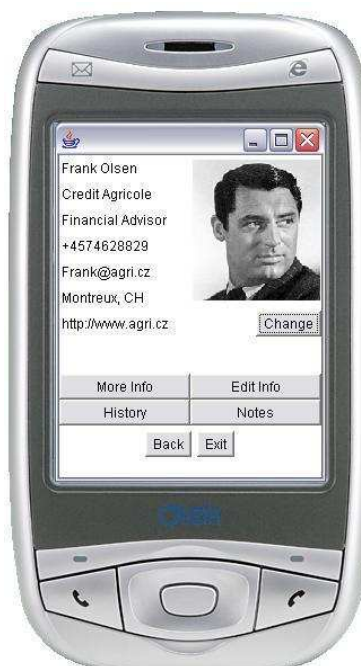 Frank Olsen
Credit Agricole
Financial Advisor
+4574628829
Frank@agri.cz
Montreux, CH
http://www.agri.cz
Change
More Info Edit Info
History Notes
Back Exit